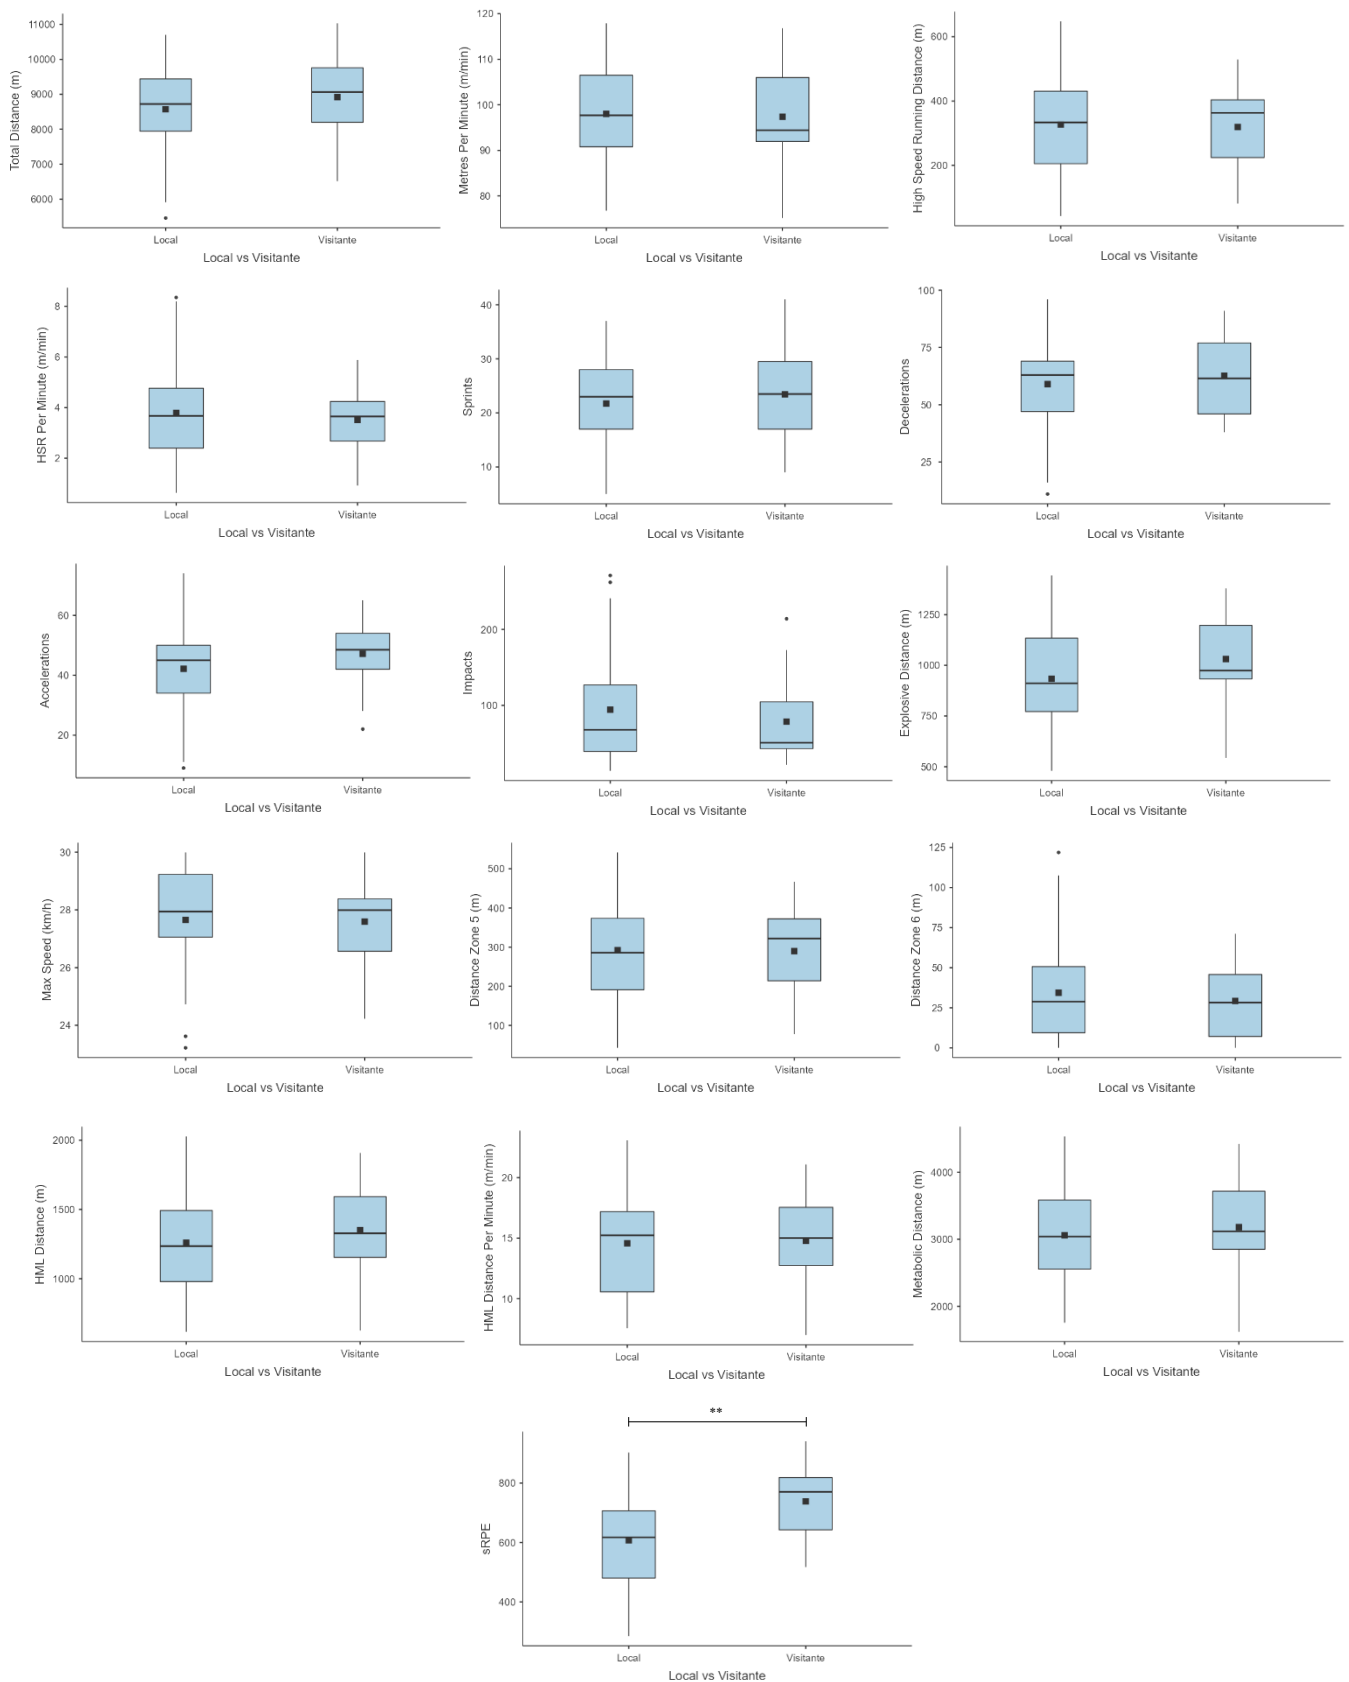 Total Distance (m)
11000
10000
9000
8000
7000
6000
Local
Visitante
Local vs Visitante
Metres Per Minute (m/min)
120
110
100
90
80
Local
Visitante
Local vs Visitante
High Speed Running Distance (m)
600
400
200
Local
Visitante
Local vs Visitante
HSR Per Minute (m/min)
8
6
4
2
Local
Visitante
Local vs Visitante
Sprints
40
30
20
10
Local
Visitante
Local vs Visitante
Decelerations
100
75
50
25
Local
Visitante
Local vs Visitante
Accelerations
60
40
20
Local
Visitante
Local vs Visitante
Impacts
200
100
Local
Visitante
Local vs Visitante
Explosive Distance (m)
1250
1000
750
500
Local
Visitante
Local vs Visitante
Max Speed (km/h)
30
28
26
24
Local
Visitante
Local vs Visitante
Distance Zone 5 (m)
500
400
300
200
100
Local
Visitante
Local vs Visitante
Distance Zone 6 (m)
125
100
75
50
25
0
Local
Visitante
Local vs Visitante
HML Distance (m)
2000
1500
1000
Local
Visitante
Local vs Visitante
HML Distance Per Minute (m/min)
20
15
10
Local
Visitante
Local vs Visitante
Metabolic Distance (m)
4000
3000
2000
Local
Visitante
Local vs Visitante
**
sRPE
800
600
400
Local
Visitante
Local vs Visitante